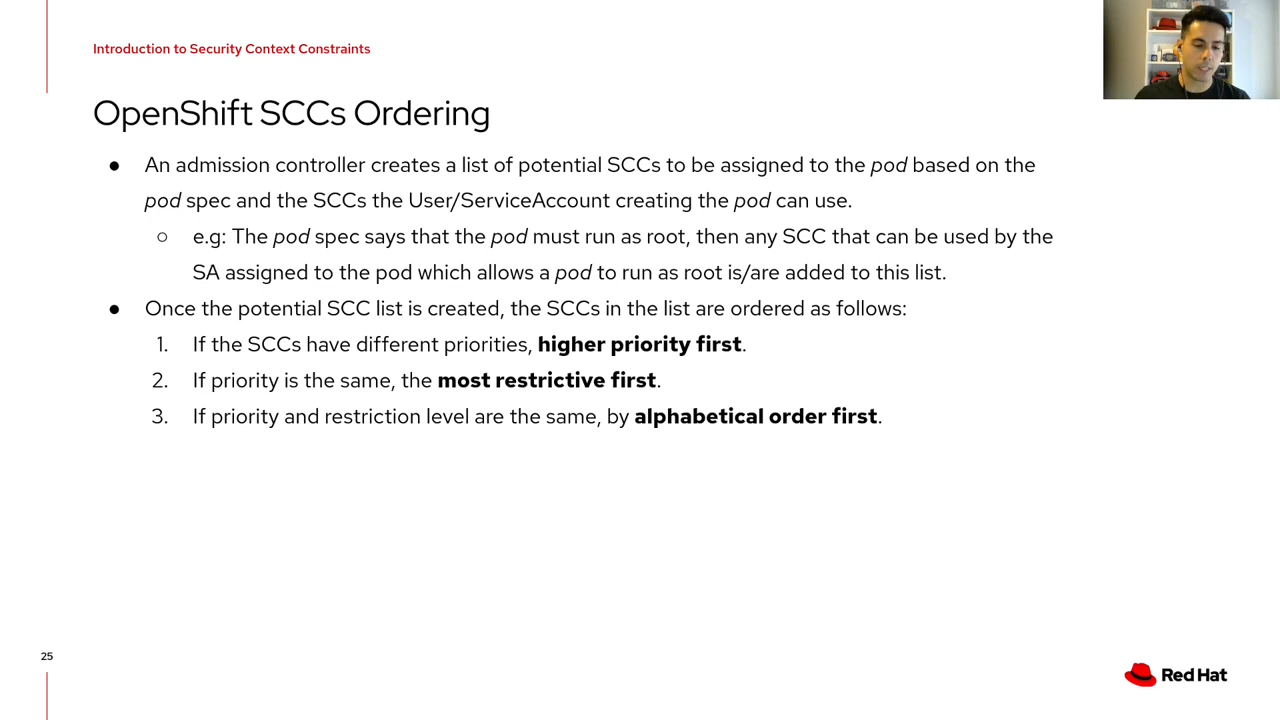 Introduction to Security Context Constraints
OpenShift SCCs Ordering
● An admission controller creates a list of potential SCCs to be assigned to the pod based on the
pod spec and the SCCs the User/ServiceAccount creating the pod can use.
○ e.g: The pod spec says that the pod must run as root, then any SCC that can be used by the
SA assigned to the pod which allows a pod to run as root is/are added to this list.
● Once the potential SCC list is created, the SCCs in the list are ordered as follows:
1. If the SCCs have different priorities, higher priority first.
2. If priority is the same, the most restrictive first.
3. If priority and restriction level are the same, by alphabetical order first.
25
Red Hat